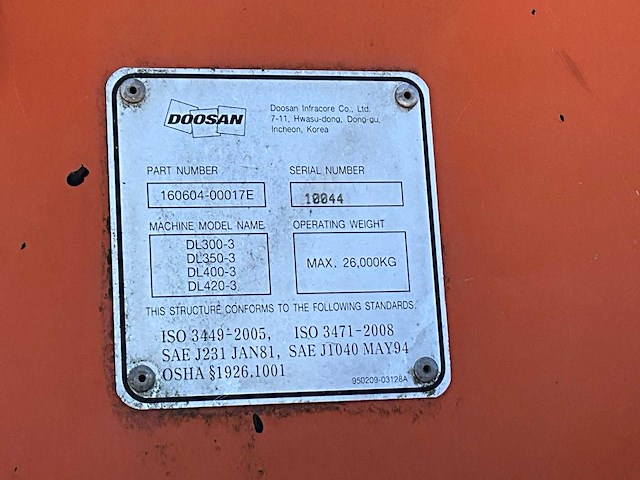 DOOSAN
Doosan Infracore Co., Ltd.
7-11, Hwasu-dong, Dong-gu,
Incheon, Korea
PART NUMBER
160604-00017E
SERIAL NUMBER
10044
MACHINE MODEL NAME
DL300-3
DL350-3
DL400-3
DL420-3
OPERATING WEIGHT
MAX. 26,000KG
THIS STRUCTURE CONFORMS TO THE FOLLOWING STANDARDS.
ISO 3449-2005, ISO 3471-2008
SAE J231 JAN81, SAE J1040 MAY94
OSHA §1926.1001
950209-03128A